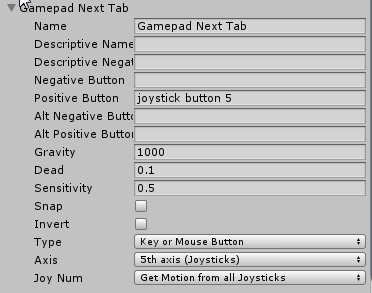 Gamepad Next Tab
Name Gamepad Next Tab
Descriptive Name
Descriptive Negat
Negative Button
Positive Button joystick button 5
Alt Negative Butto
Alt Positive Button
Gravity 1000
Dead 0.1
Sensitivity 0.5
Snap
Invert
Type Key or Mouse Button
Axis 5th axis (Joysticks)
Joy Num Get Motion from all Joysticks